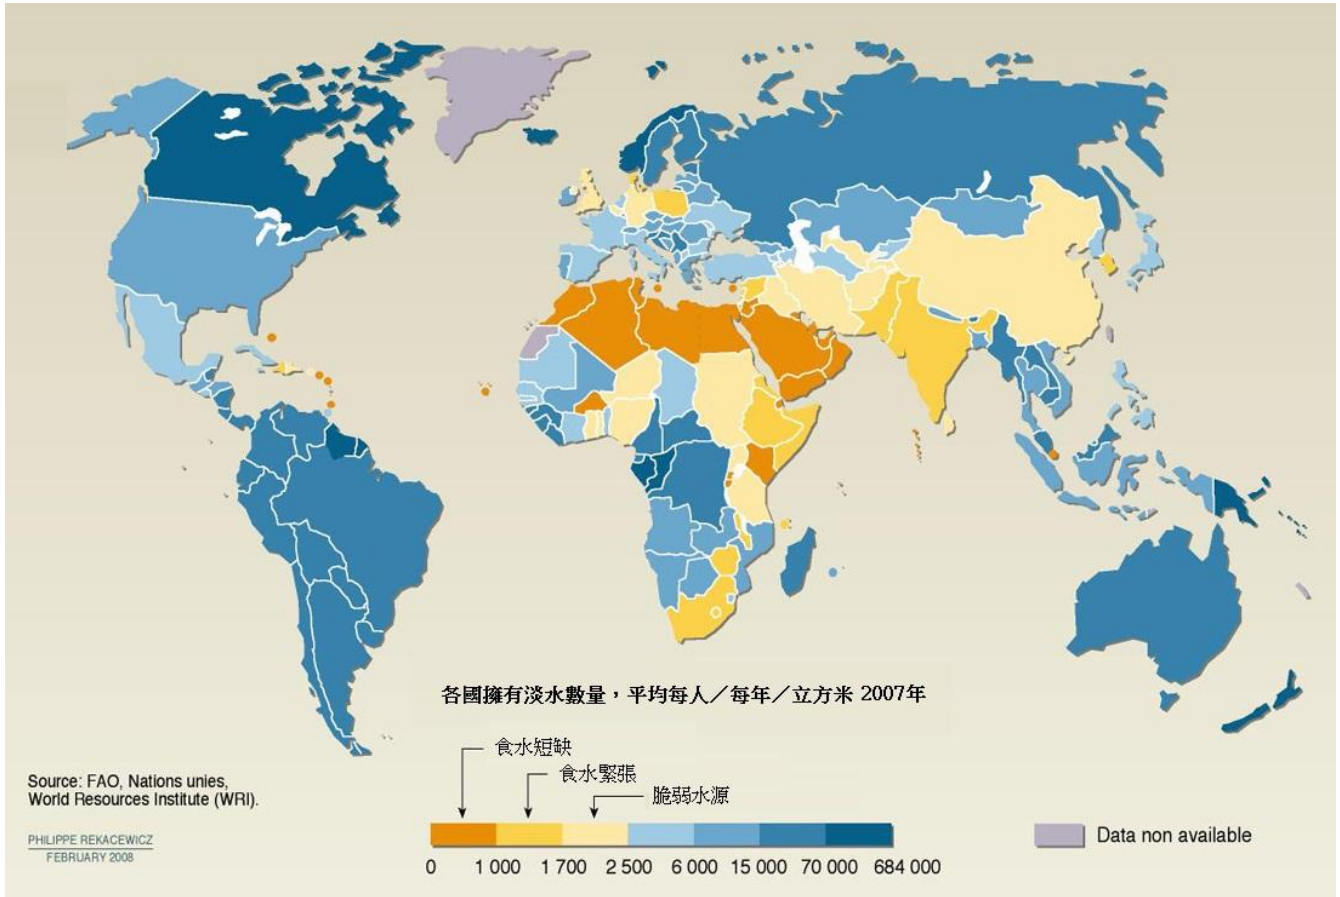 各國擁有淡水數量，平均每人／每年／立方米 2007年
食水短缺
食水緊張
脆弱水源
0 1 000 1 700 2 500 6 000 15 000 70 000 684 000
Source: FAO, Nations unies,
World Resources Institute (WRI).
PHILIPPE REKACEWICZ
FEBRUARY 2008
Data non available